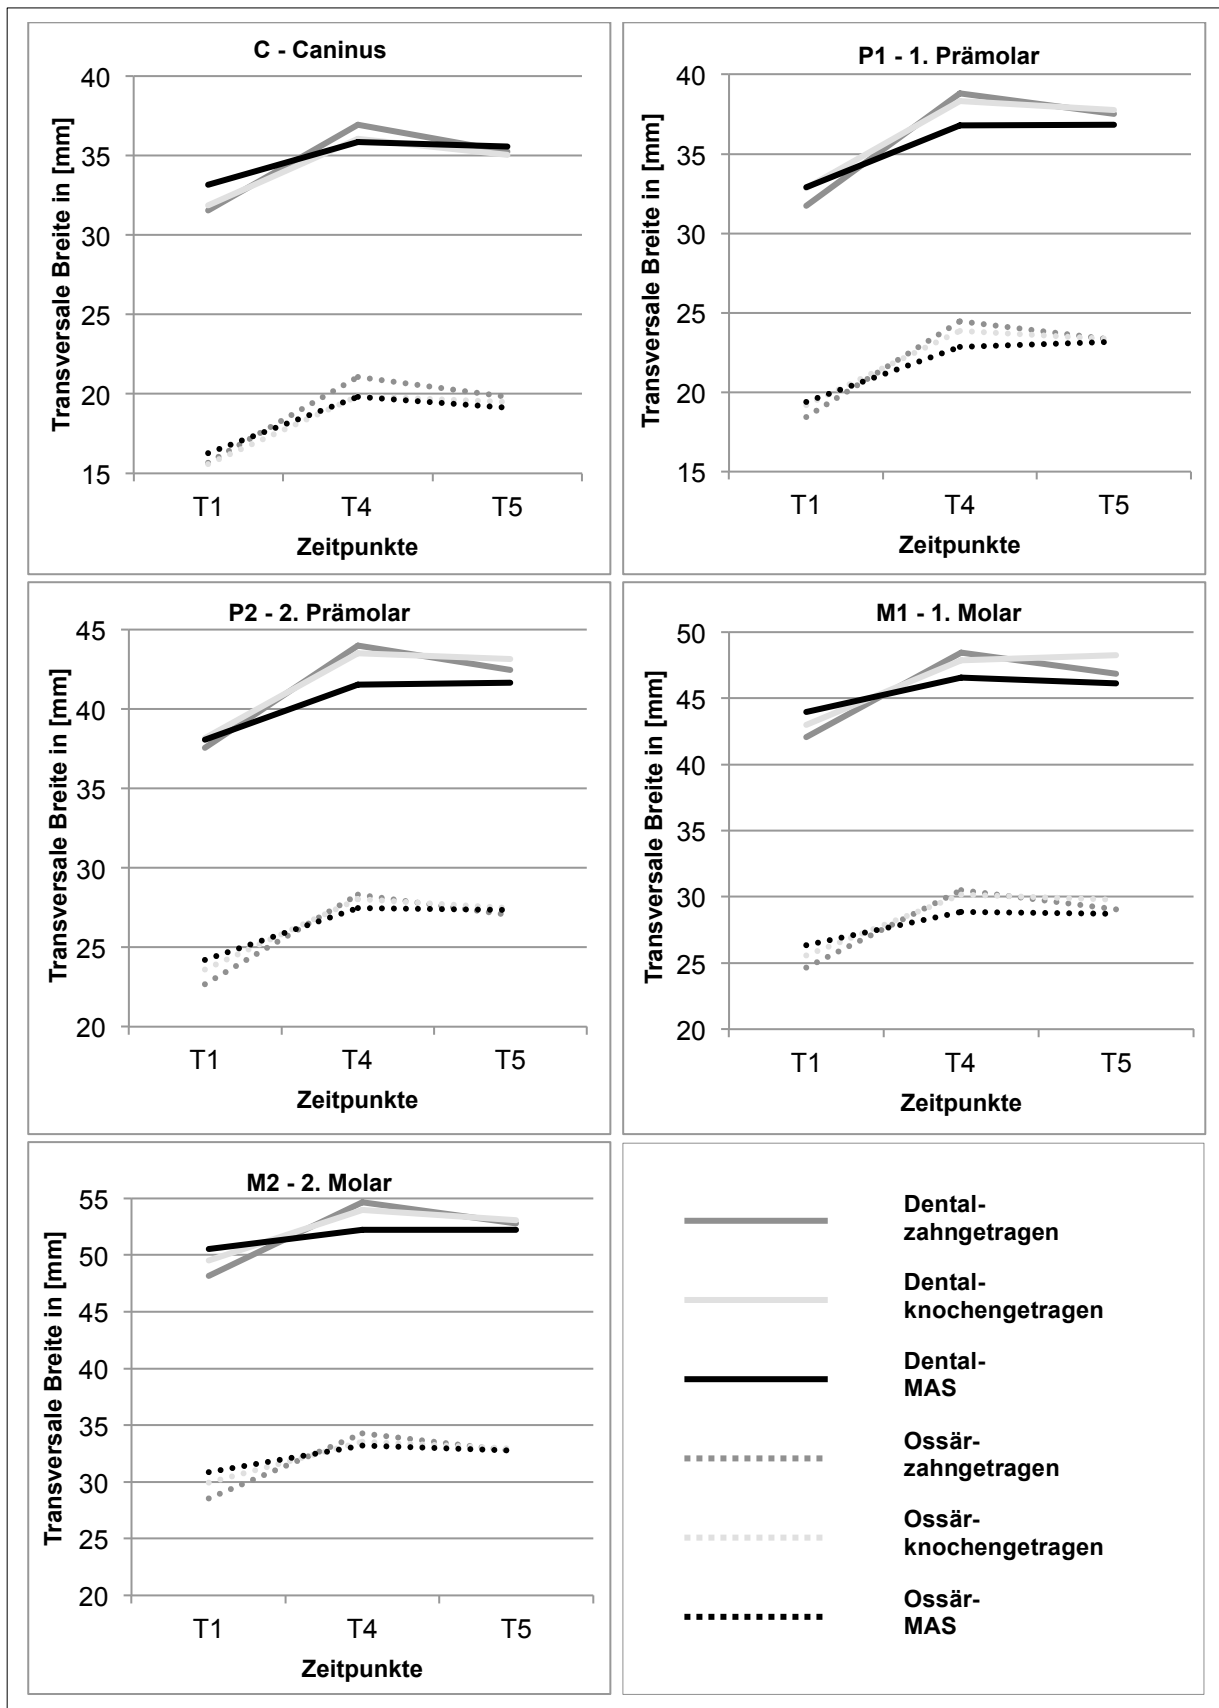 C - Caninus
Transversale Breite in [mm]
40
35
30
25
20
15
T1 T4 T5
Zeitpunkte
P1 - 1. Prämolar
Transversale Breite in [mm]
40
35
30
25
20
15
T1 T4 T5
Zeitpunkte
P2 - 2. Prämolar
Transversale Breite in [mm]
45
40
35
30
25
20
T1 T4 T5
Zeitpunkte
M1 - 1. Molar
Transversale Breite in [mm]
50
45
40
35
30
25
20
T1 T4 T5
Zeitpunkte
M2 - 2. Molar
Transversale Breite in [mm]
55
50
45
40
35
30
25
20
T1 T4 T5
Zeitpunkte
Dental-
zahngetragen
Dental-
knochengetragen
Dental-
MAS
Ossär-
zahngetragen
Ossär-
knochengetragen
Ossär-
MAS